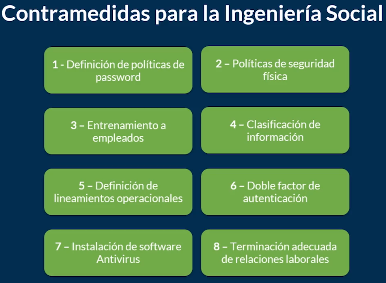 Contramedidas para la Ingeniería Social
1 - Definición de políticas de
password
2 – Políticas de seguridad
física
3 – Entrenamiento a
empleados
4 – Clasificación de
información
5 – Definición de
lineamientos operacionales
6 – Doble factor de
autenticación
7 – Instalación de software
Antivirus
8 – Terminación adecuada
de relaciones laborales